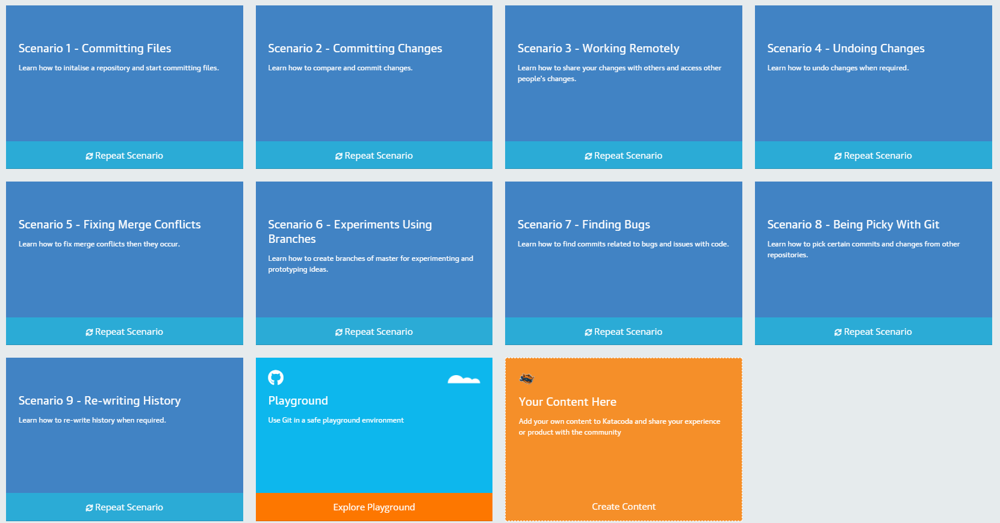 Scenario 1 - Committing Files
Learn how to initalise a repository and start committing files.
Repeat Scenario
Scenario 2 - Committing Changes
Learn how to compare and commit changes.
Repeat Scenario
Scenario 3 - Working Remotely
Learn how to share your changes with others and access other
people's changes.
Repeat Scenario
Scenario 4 - Undoing Changes
Learn how to undo changes when required.
Repeat Scenario
Scenario 5 - Fixing Merge Conflicts
Learn how to fix merge conflicts then they occur.
Repeat Scenario
Scenario 6 - Experiments Using
Branches
Learn how to create branches of master for experimenting and
prototyping ideas.
Repeat Scenario
Scenario 7 - Finding Bugs
Learn how to find commits related to bugs and issues with code.
Repeat Scenario
Scenario 8 - Being Picky With Git
Learn how to pick certain commits and changes from other
repositories.
Repeat Scenario
Scenario 9 - Re-writing History
Learn how to re-write history when required.
Repeat Scenario
Playground
Use Git in a safe playground environment
Explore Playground
Your Content Here
Add your own content to Katacoda and share your experience
or product with the community
Create Content